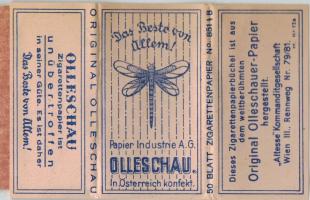 OLLESCHAU
Zigarettenpapier ist
unübertroffen
in seiner Güte. Es ist daher
Das Beste von Allem!
ORIGINAL OLLESCHAU
Das Beste von
Allem!
Papier Industrie A.G.
OLLESCHAU.
In Österreich konfekt.
50 BLATT ZIGARETTENPAPIER No 8514 B
Dieses Zigarettenpapierbüchel ist aus
dem weltberühmten
Original Olleschauer-Papier
hergestellt.
"Altesse" Kommanditgesellschaft
Wien III. Rennweg Nr. 79/81.